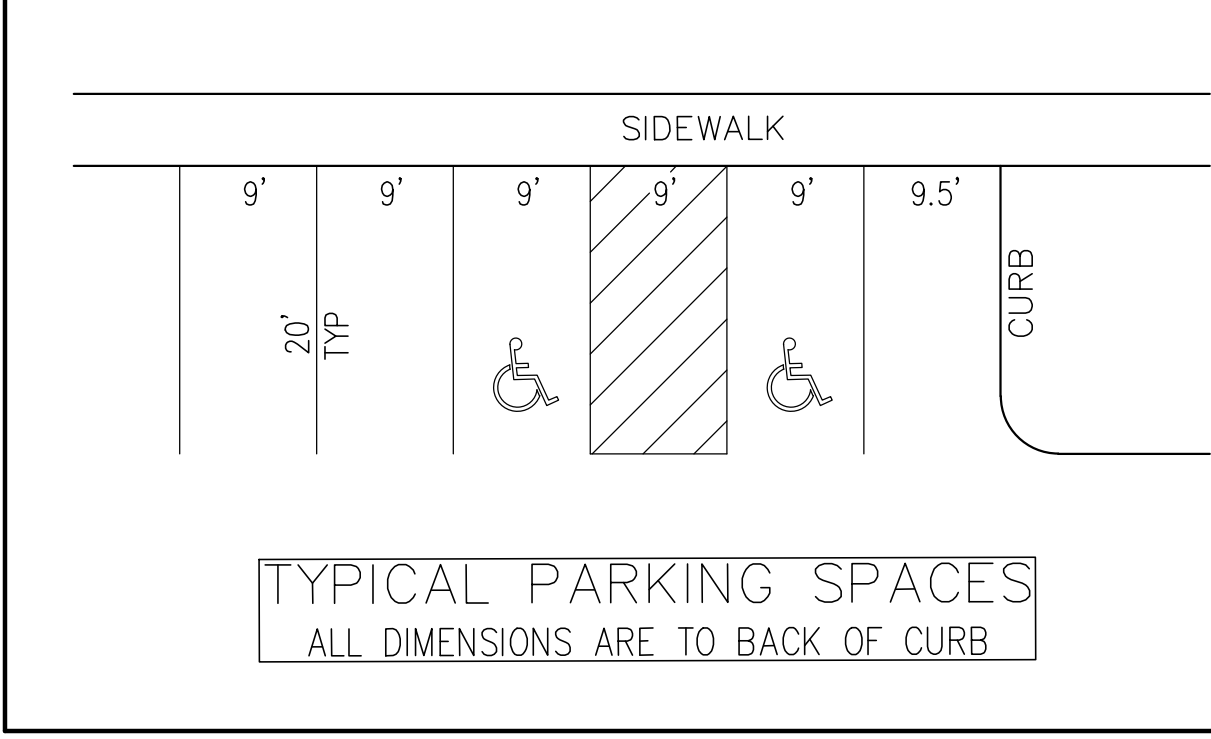 SIDEWALK
9' 9' 9' 9' 9' 9.5'
20'
TYP
CURB
TYPICAL PARKING SPACES
ALL DIMENSIONS ARE TO BACK OF CURB